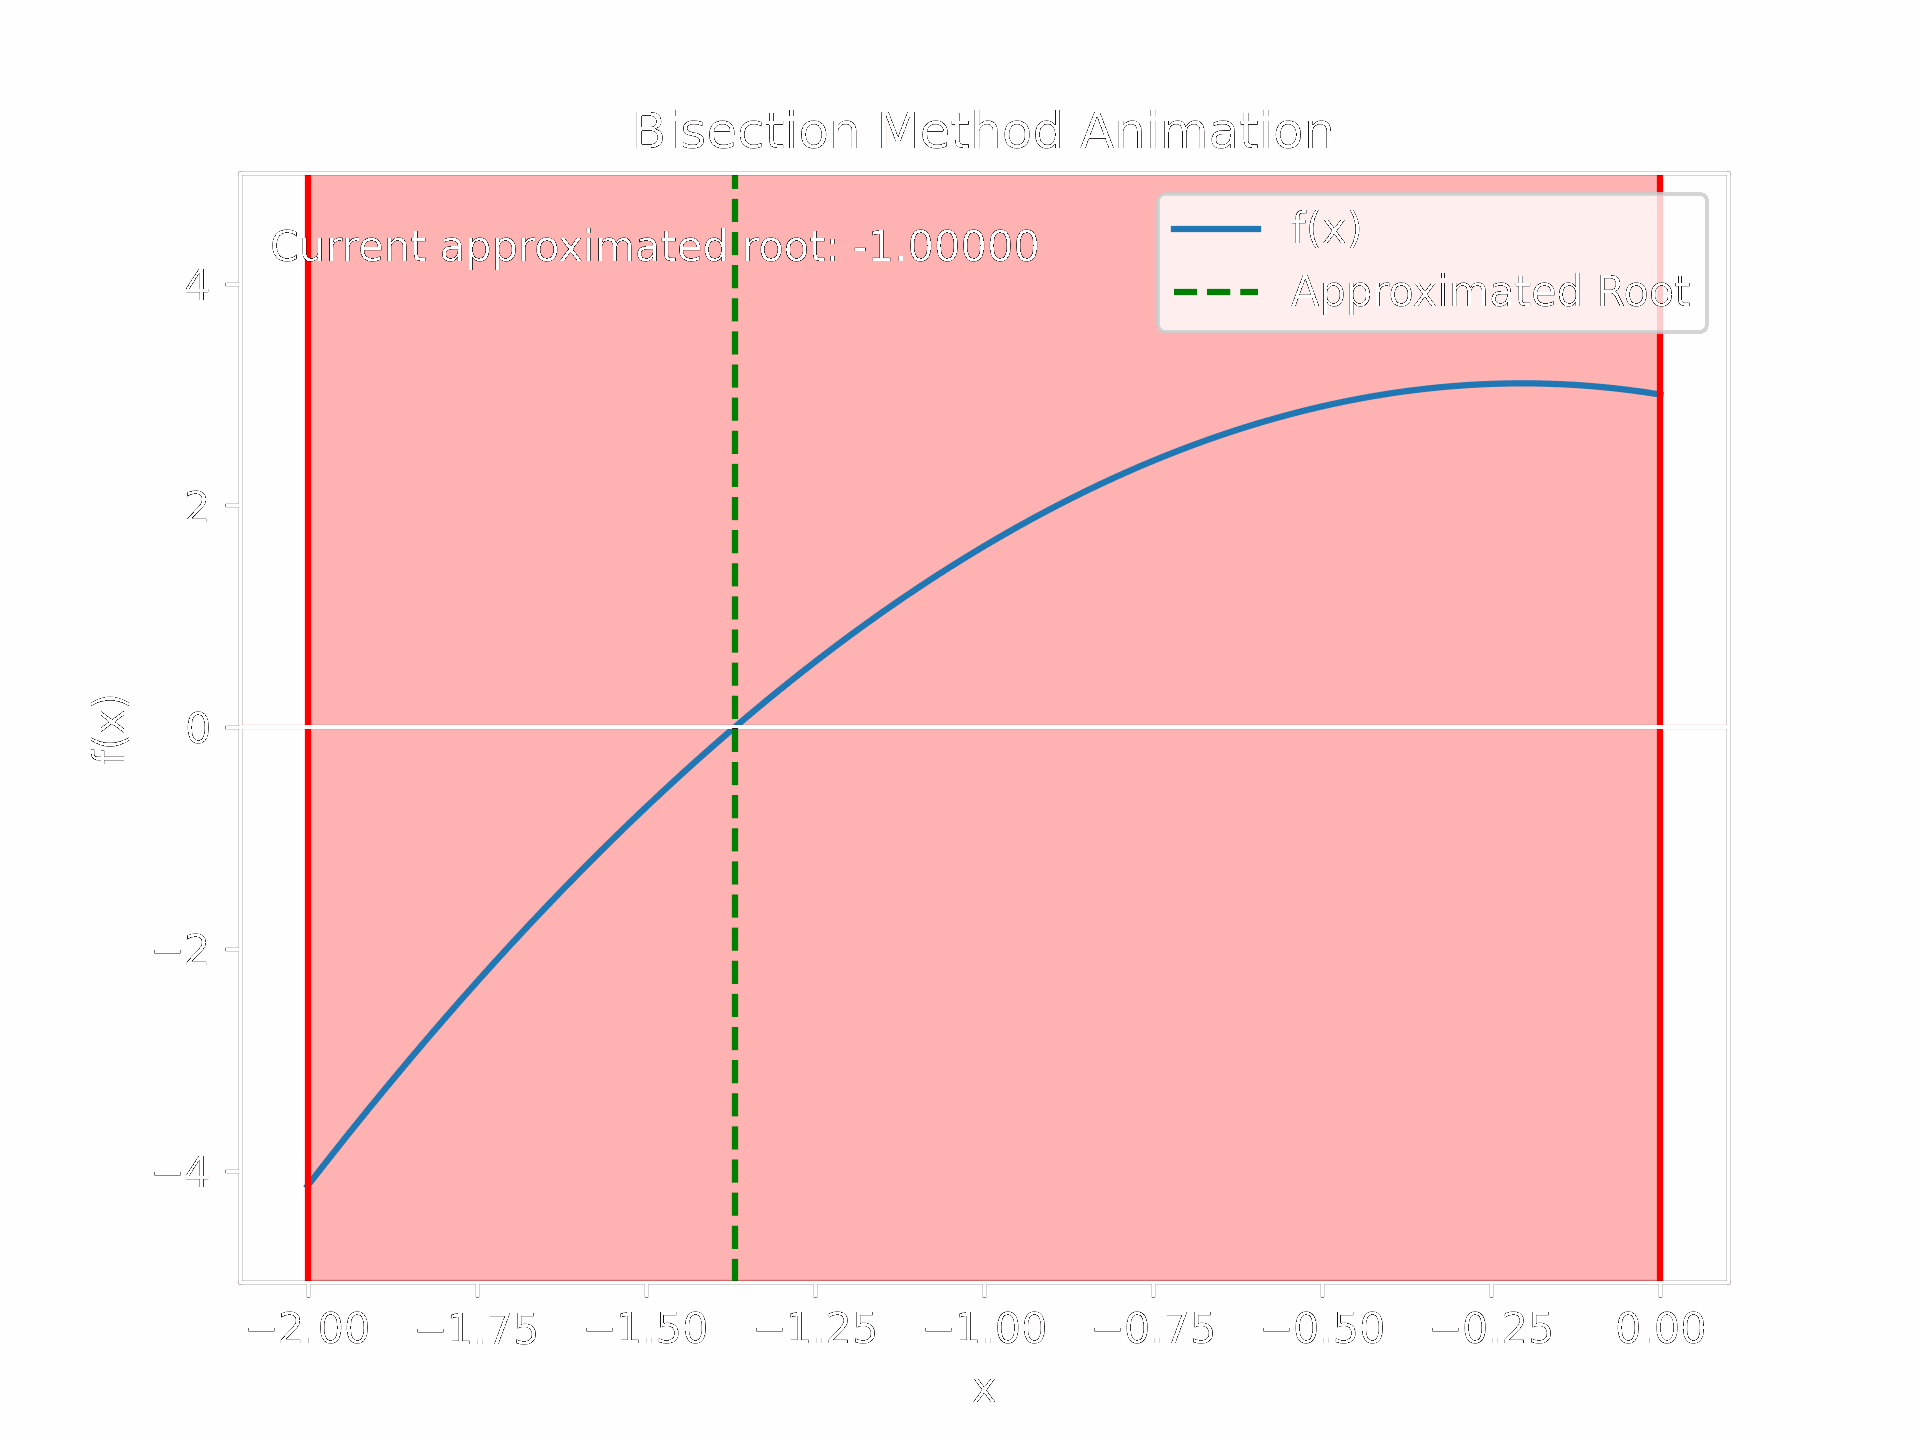 Bisection Method Animation
Current approximated root: -1.00000
f(x)
Approximated Root
4
2
0
−2
−4
f(x)
−2.00 −1.75 −1.50 −1.25 −1.00 −0.75 −0.50 −0.25 0.00
x